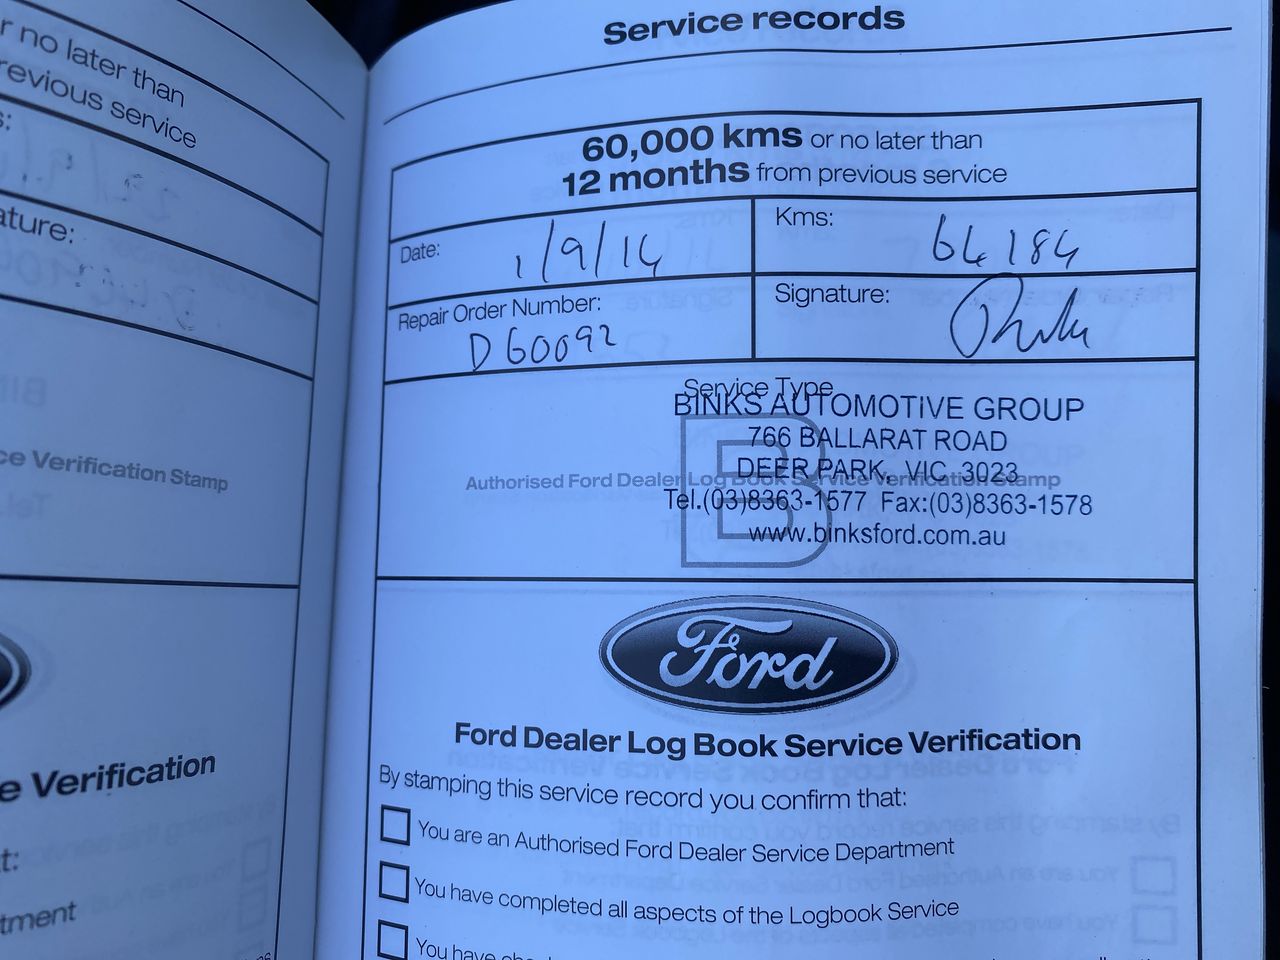 r no later than
revious service
s:
ature:
ce Verification Stamp
e Verification
t:
tment
Service records
60,000 kms or no later than
12 months from previous service
Date: 1/9/14
Kms: 64184
Repair Order Number: D60092
Signature:
Service Type
BINKS AUTOMOTIVE GROUP
766 BALLARAT ROAD
DEER PARK, VIC, 3023
Authorised Ford Dealer Log Book Service Verification Stamp
Tel.(03)8363-1577 Fax:(03)8363-1578
www.binksford.com.au
B
Ford
Ford Dealer Log Book Service Verification
By stamping this service record you confirm that:
You are an Authorised Ford Dealer Service Department
You have completed all aspects of the Logbook Service
You have